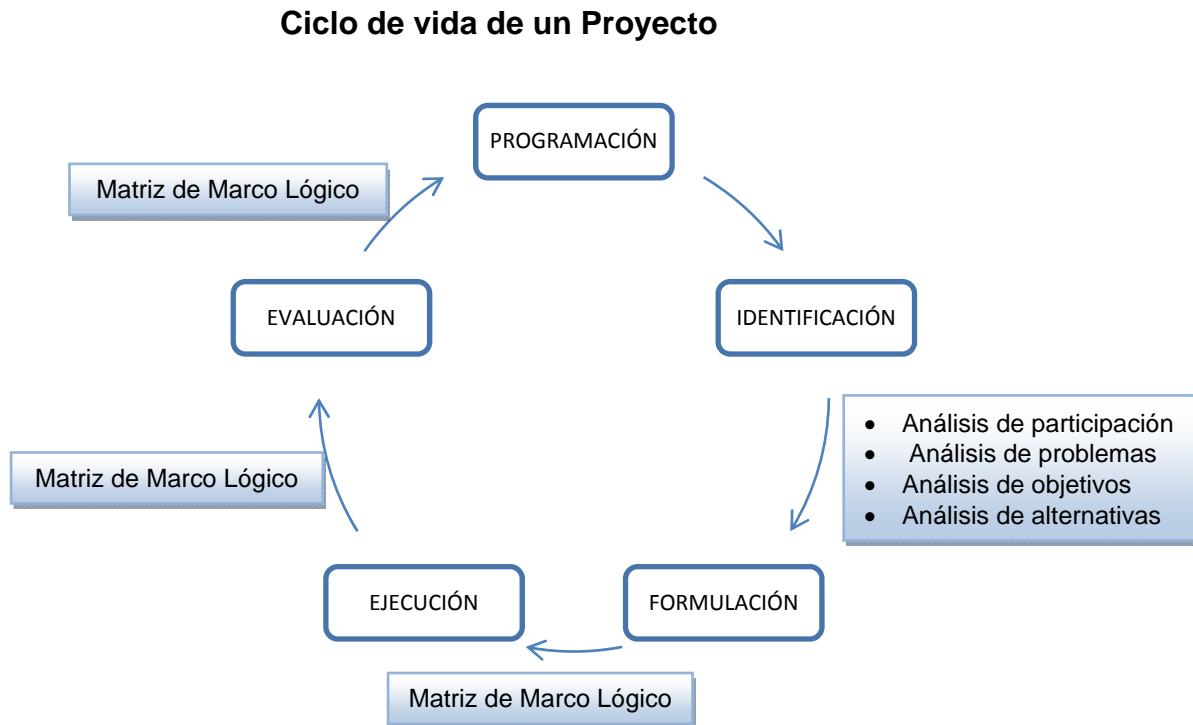 Ciclo de vida de un Proyecto
PROGRAMACIÓN
Matriz de Marco Lógico
EVALUACIÓN
IDENTIFICACIÓN
• Análisis de participación
• Análisis de problemas
• Análisis de objetivos
• Análisis de alternativas
Matriz de Marco Lógico
EJECUCIÓN
FORMULACIÓN
Matriz de Marco Lógico